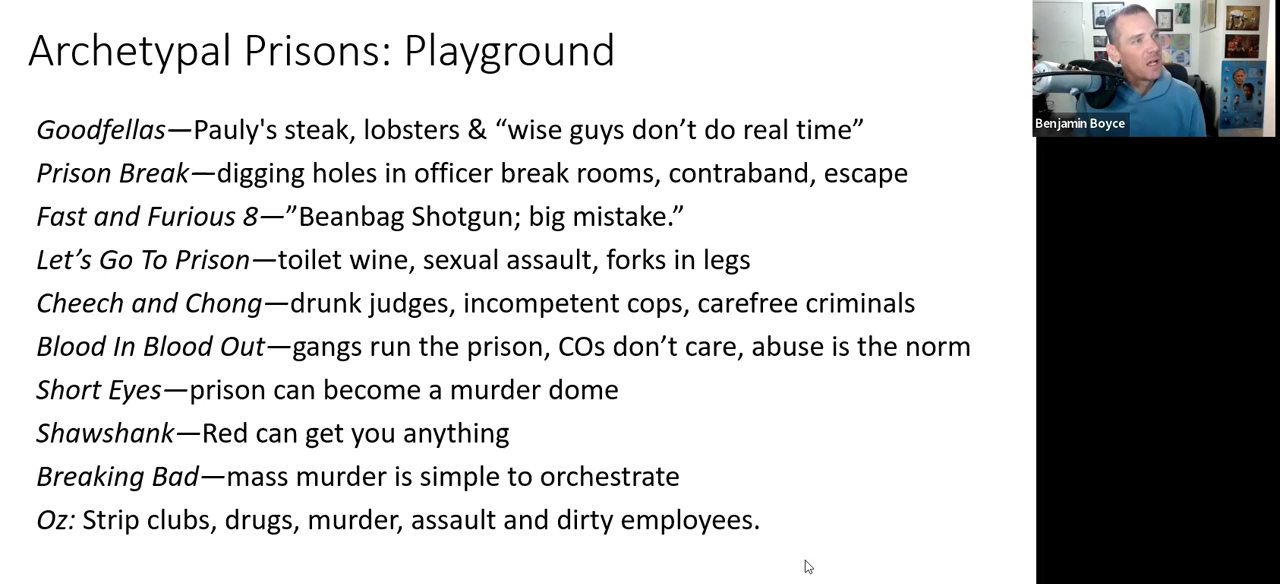 Archetypal Prisons: Playground
Goodfellas—Pauly's steak, lobsters & “wise guys don’t do real time”
Prison Break—digging holes in officer break rooms, contraband, escape
Fast and Furious 8—”Beanbag Shotgun; big mistake.”
Let’s Go To Prison—toilet wine, sexual assault, forks in legs
Cheech and Chong—drunk judges, incompetent cops, carefree criminals
Blood In Blood Out—gangs run the prison, COs don’t care, abuse is the norm
Short Eyes—prison can become a murder dome
Shawshank—Red can get you anything
Breaking Bad—mass murder is simple to orchestrate
Oz: Strip clubs, drugs, murder, assault and dirty employees.
Benjamin Boyce